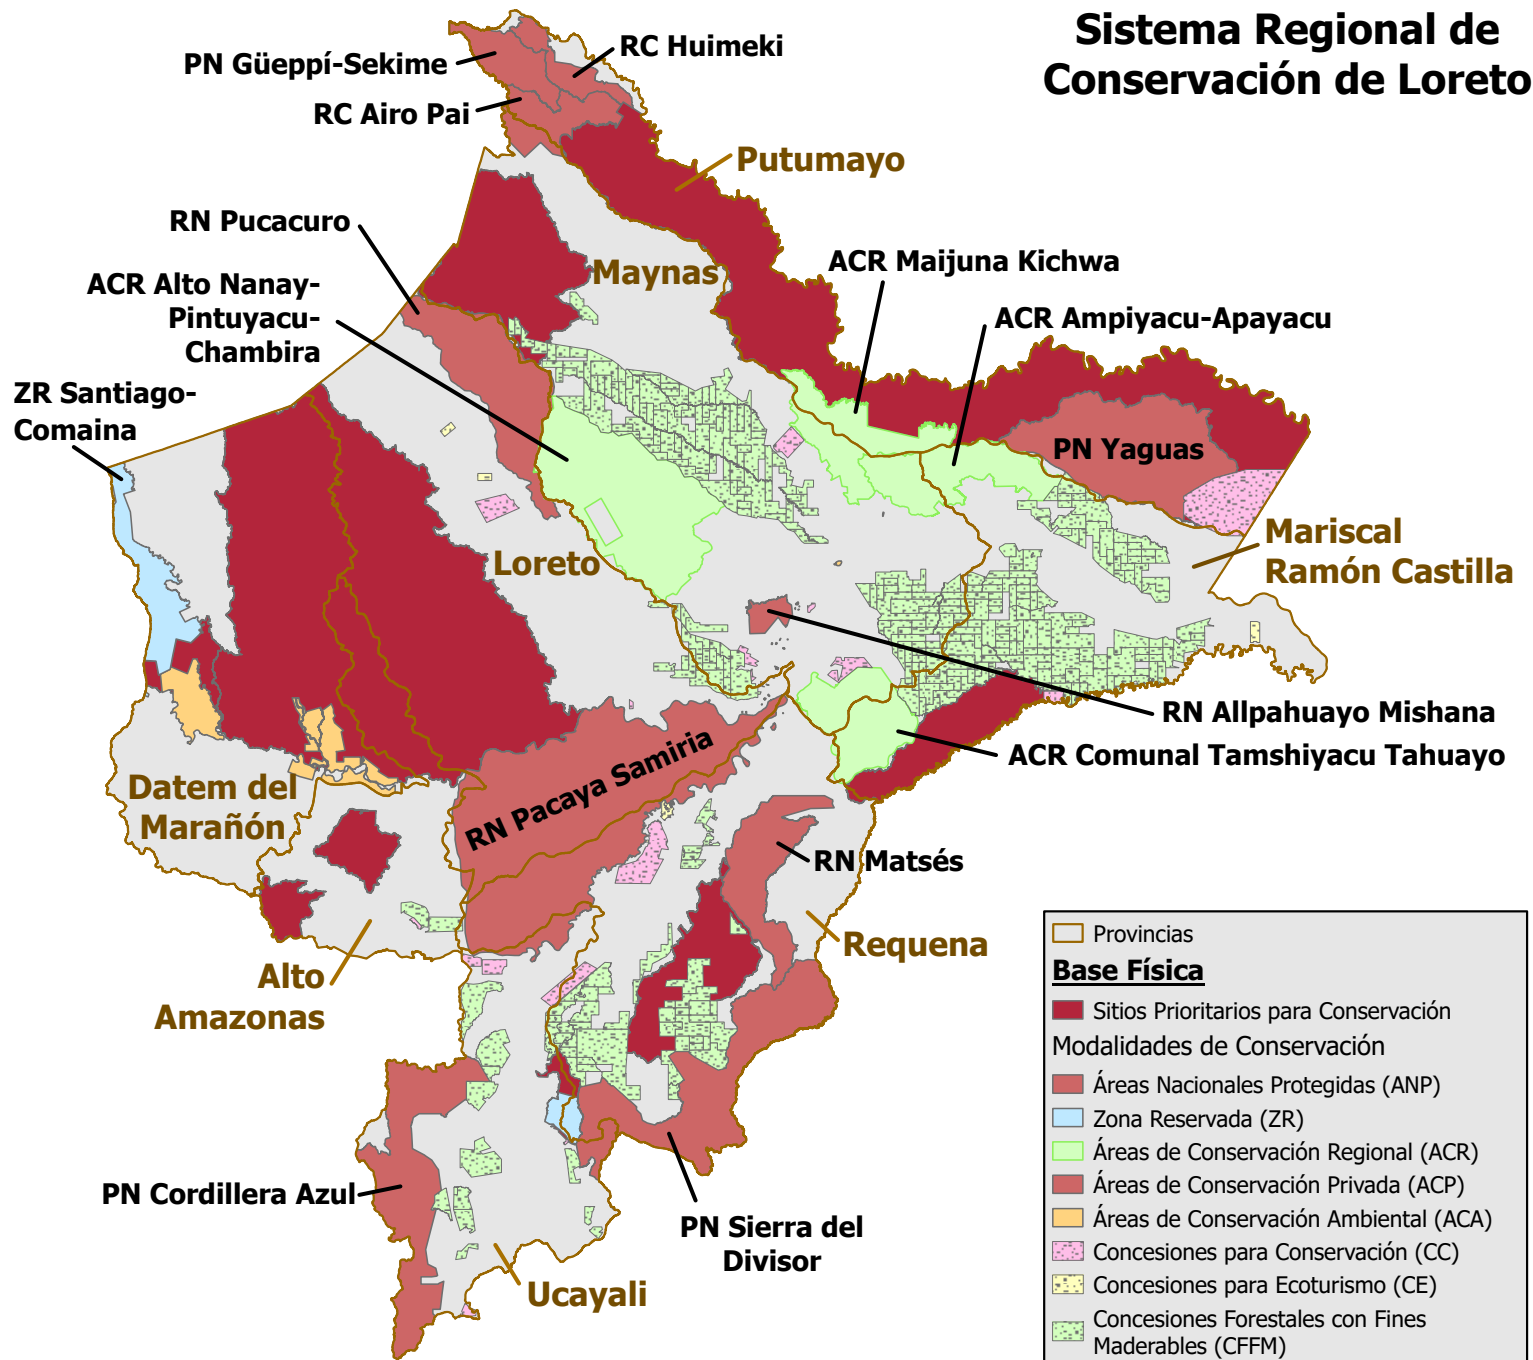 Sistema Regional de
Conservación de Loreto
PN Güeppí-Sekime
RC Huimeki
RC Airo Pai
Putumayo
RN Pucacuro
Maynas
ACR Maijuna Kichwa
ACR Alto Nanay-
Pintuyacu-
Chambira
ACR Ampiyacu-Apayacu
ZR Santiago-
Comaina
PN Yaguas
Mariscal
Ramón Castilla
Loreto
RN Allpahuayo Mishana
ACR Comunal Tamshiyacu Tahuayo
RN Pacaya Samiria
Datem del
Marañón
RN Matsés
Requena
Alto
Amazonas
PN Cordillera Azul
PN Sierra del
Divisor
Ucayali
Provincias
Base Física
Sitios Prioritarios para Conservación
Modalidades de Conservación
Áreas Nacionales Protegidas (ANP)
Zona Reservada (ZR)
Áreas de Conservación Regional (ACR)
Áreas de Conservación Privada (ACP)
Áreas de Conservación Ambiental (ACA)
Concesiones para Conservación (CC)
Concesiones para Ecoturismo (CE)
Concesiones Forestales con Fines
Maderables (CFFM)